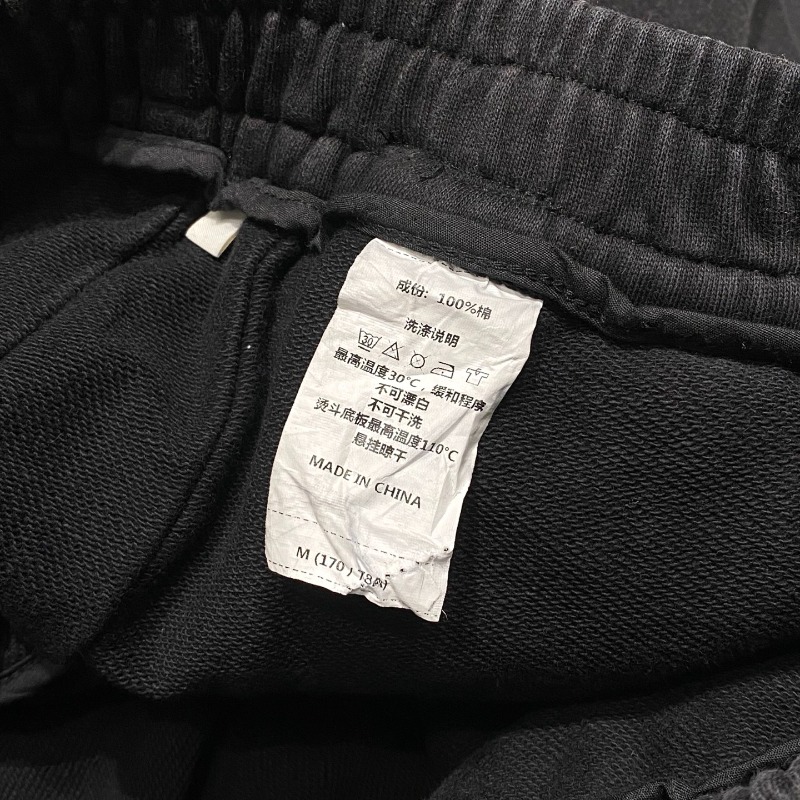 成份：100%棉
洗涤说明
30
最高温度30℃，缓和程序
不可漂白
不可干洗
烫斗底板最高温度110℃
悬挂晾干
MADE IN CHINA
M (170)